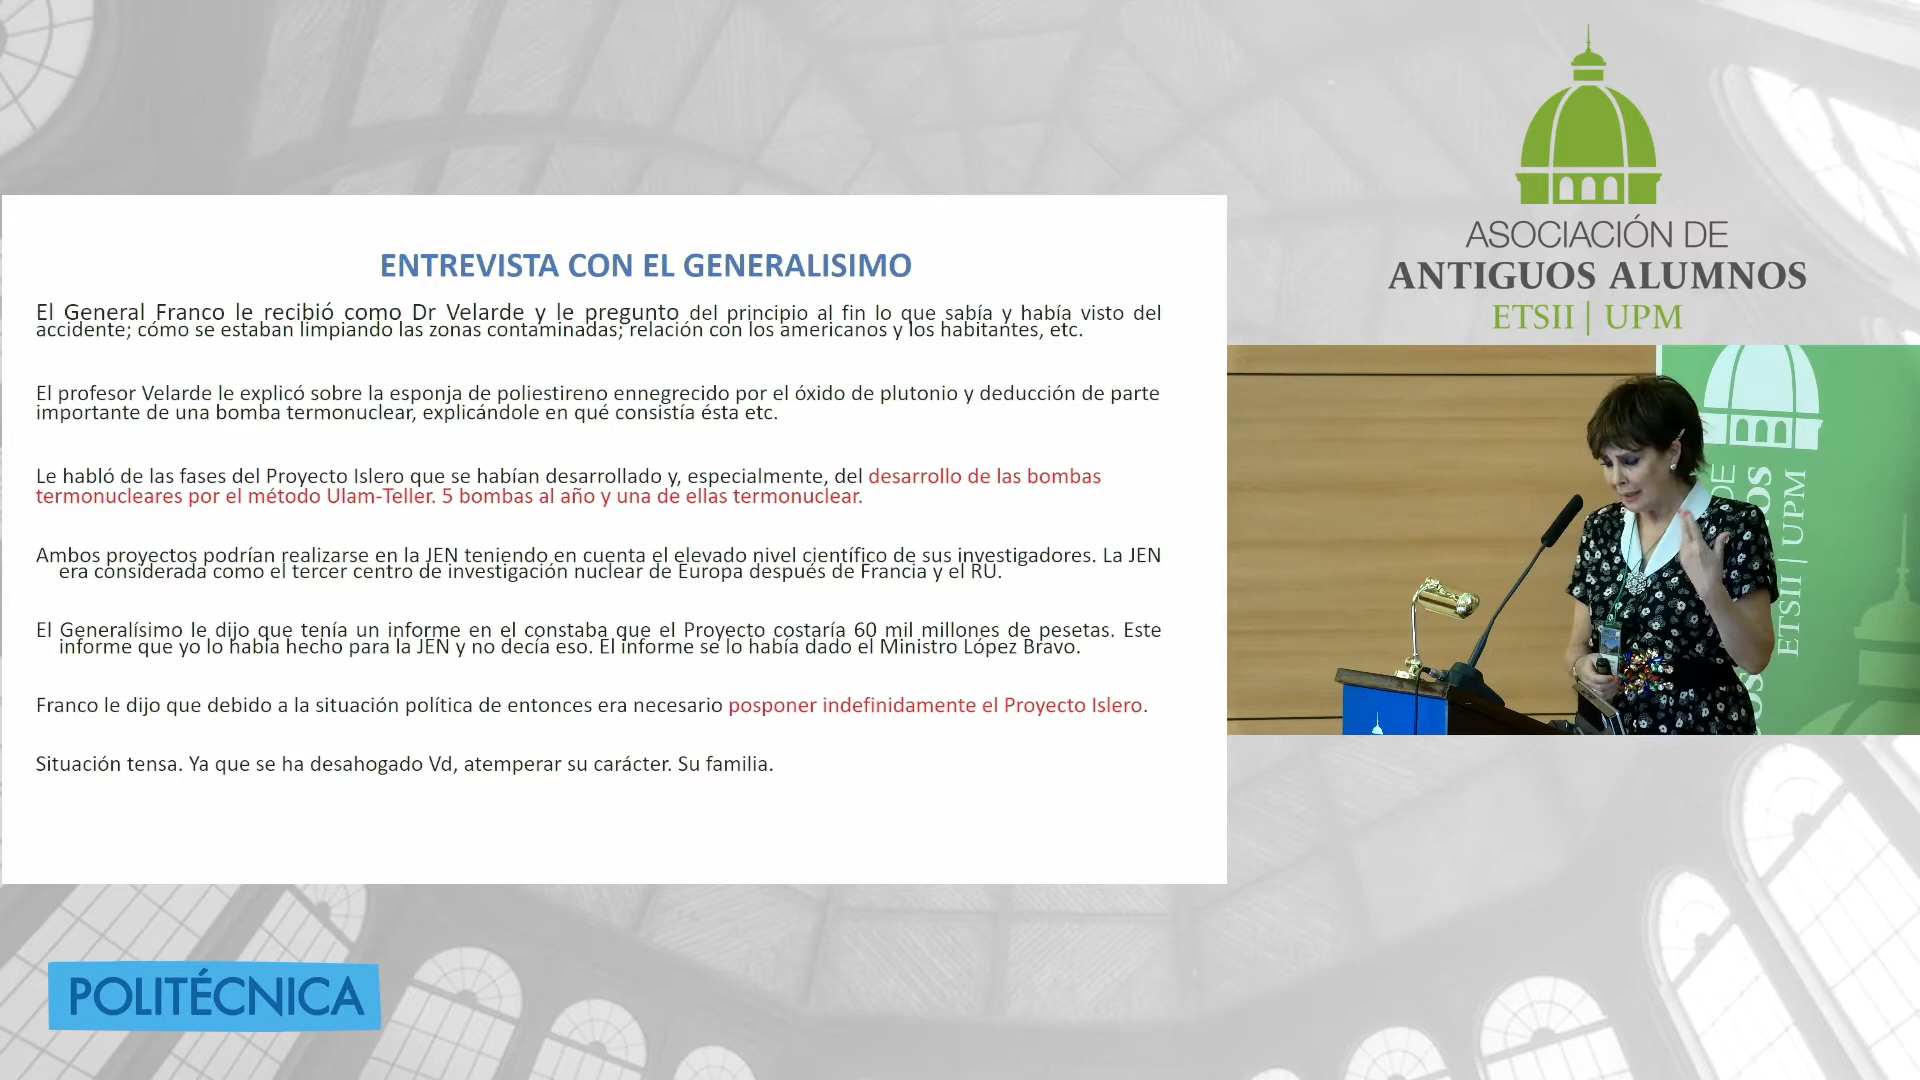 ENTREVISTA CON EL GENERALISIMO
El General Franco le recibió como Dr Velarde y le pregunto del principio al fin lo que sabía y había visto del
accidente; cómo se estaban limpiando las zonas contaminadas; relación con los americanos y los habitantes, etc.
El profesor Velarde le explicó sobre la esponja de poliestireno ennegrecido por el óxido de plutonio y deducción de parte
importante de una bomba termonuclear, explicándole en qué consistía ésta etc.
Le habló de las fases del Proyecto Islero que se habían desarrollado y, especialmente, del desarrollo de las bombas
termonucleares por el método Ulam-Teller. 5 bombas al año y una de ellas termonuclear.
Ambos proyectos podrían realizarse en la JEN teniendo en cuenta el elevado nivel científico de sus investigadores. La JEN
era considerada como el tercer centro de investigación nuclear de Europa después de Francia y el RU.
El Generalísimo le dijo que tenía un informe en el constaba que el Proyecto costaría 60 mil millones de pesetas. Este
informe que yo lo había hecho para la JEN y no decía eso. El informe se lo había dado el Ministro López Bravo.
Franco le dijo que debido a la situación política de entonces era necesario posponer indefinidamente el Proyecto Islero.
Situación tensa. Ya que se ha desahogado Vd, atemperar su carácter. Su familia.
ASOCIACIÓN DE
ANTIGUOS ALUMNOS
ETSII | UPM
DE
ETSII | UPM
POLITÉCNICA